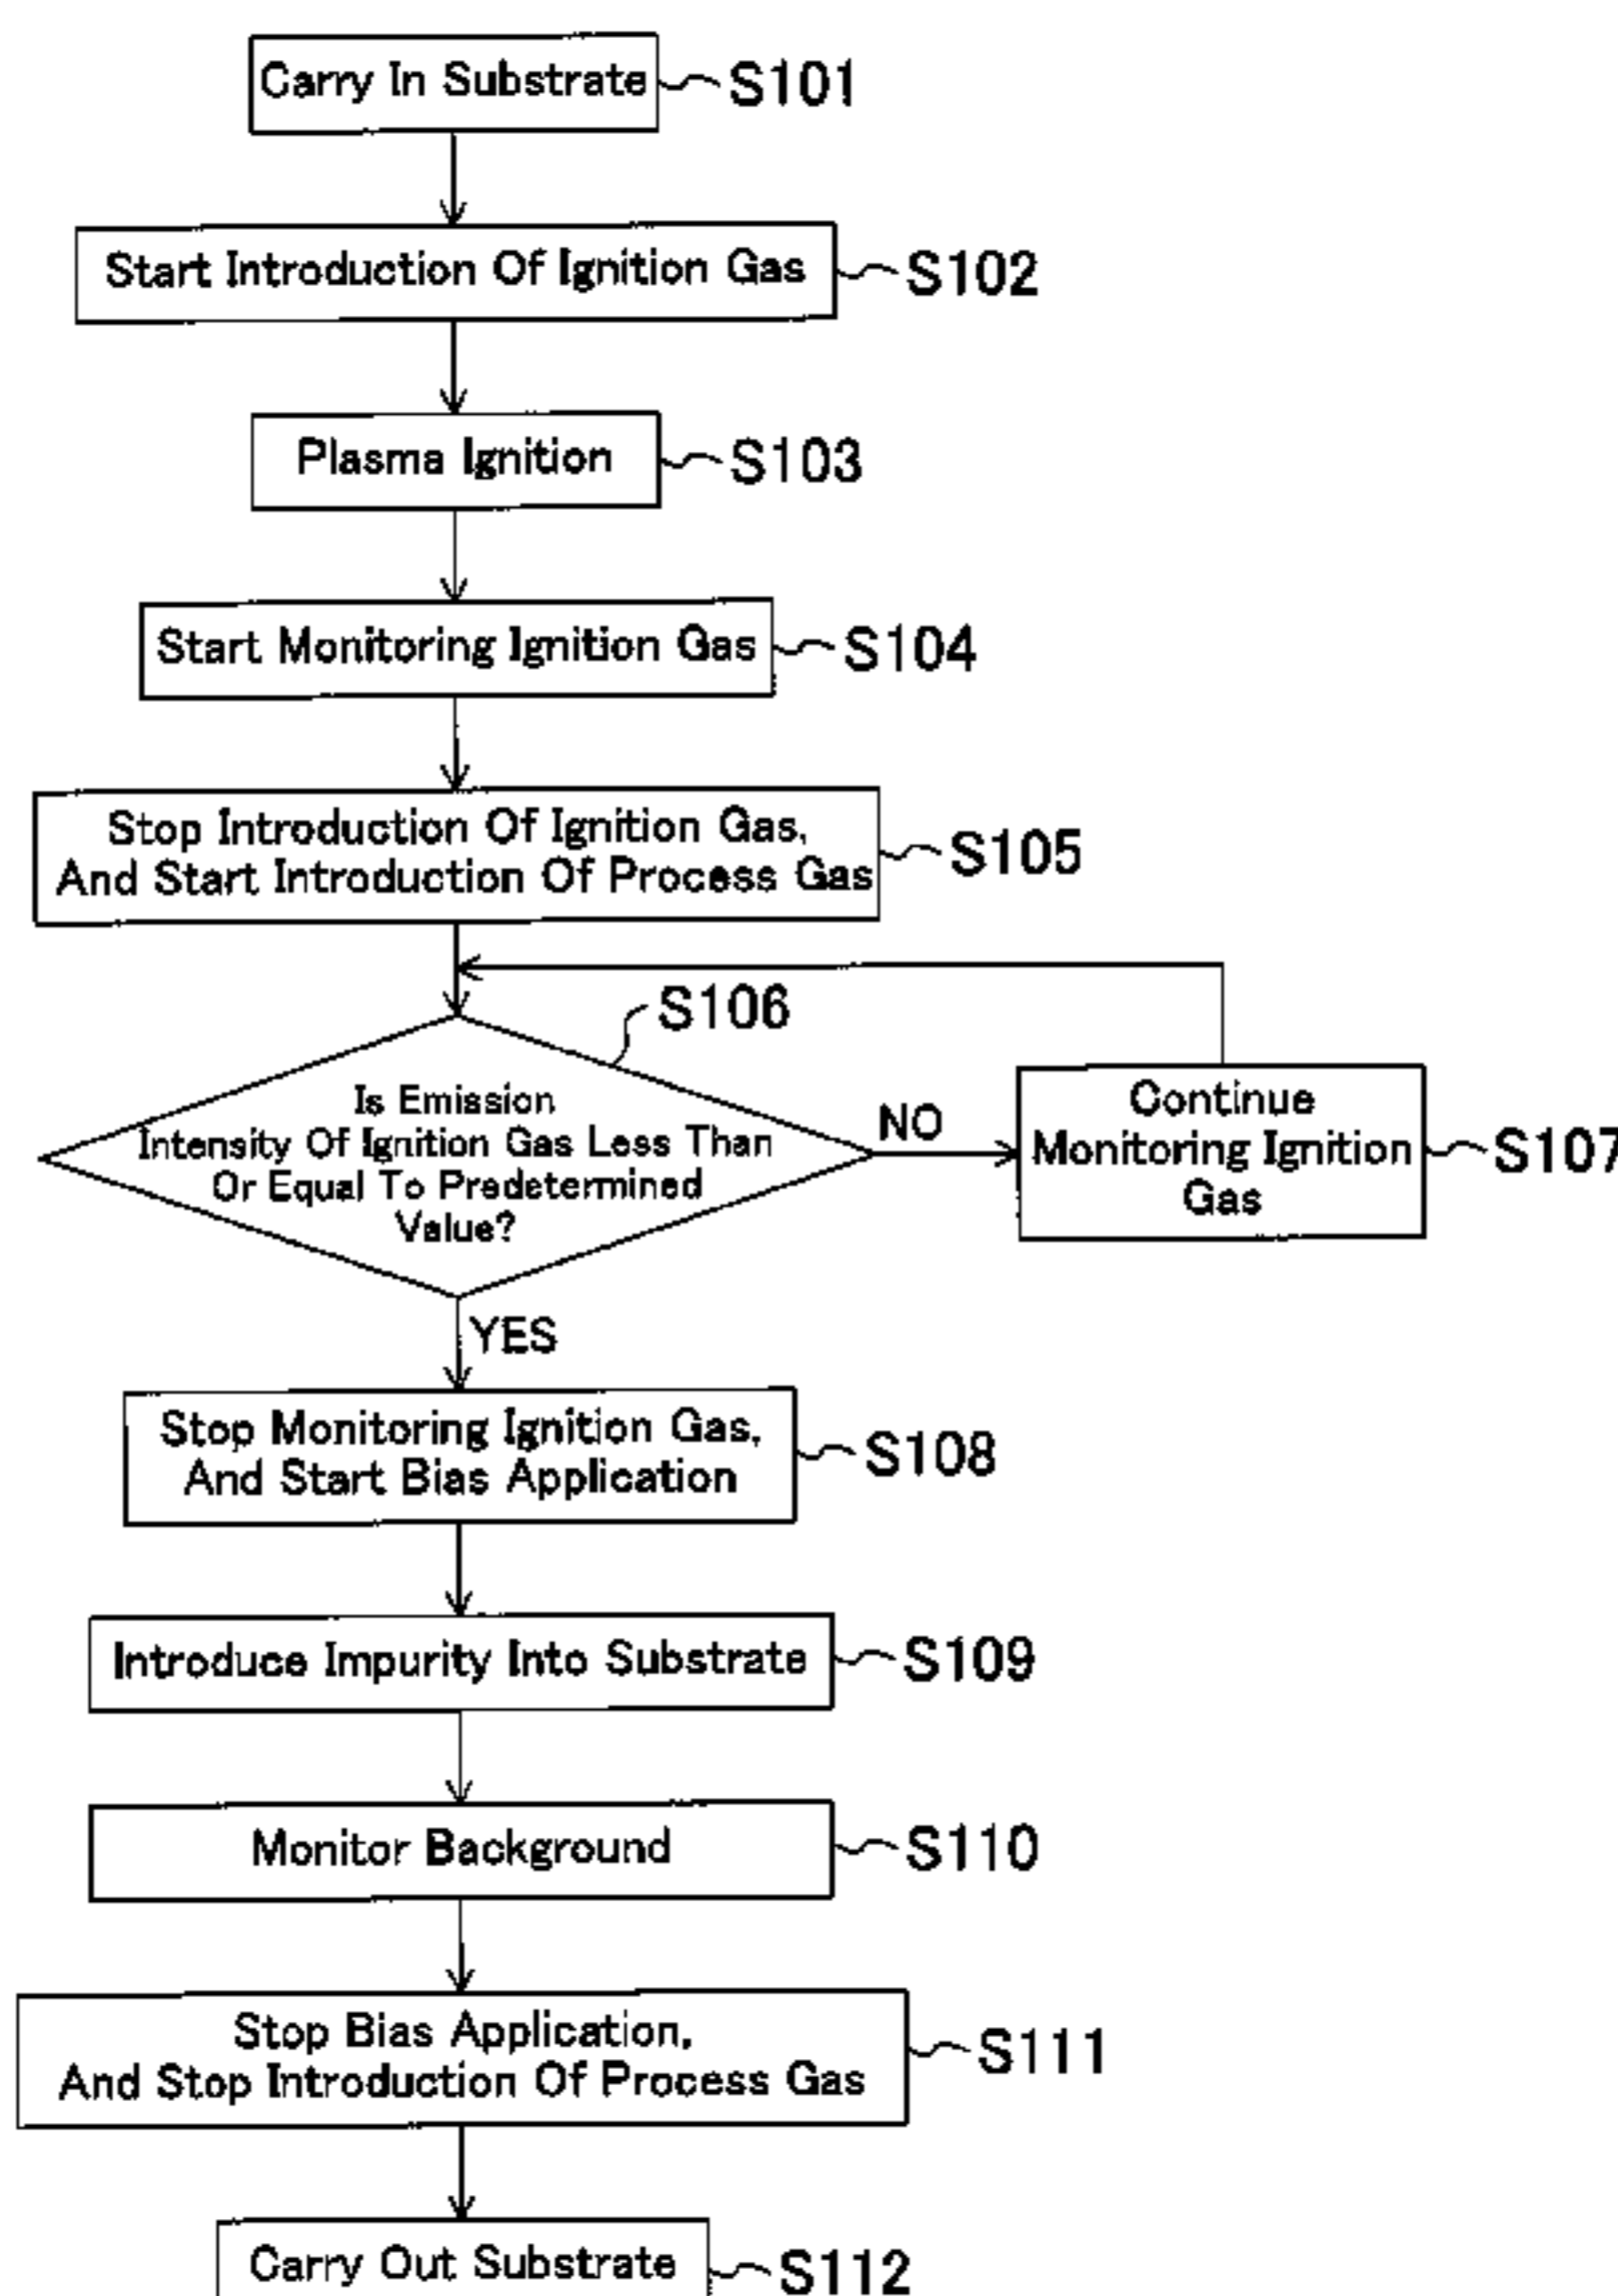 Carry In Substrate S101
Start Introduction Of Ignition Gas S102
Plasma Ignition S103
Start Monitoring Ignition Gas S104
Stop Introduction Of Ignition Gas,
And Start Introduction Of Process Gas S105
S106
Is Emission
Intensity Of Ignition Gas Less Than
Or Equal To Predetermined
Value?
NO
Continue
Monitoring Ignition
Gas
S107
YES
Stop Monitoring Ignition Gas,
And Start Bias Application S108
Introduce Impurity Into Substrate S109
Monitor Background S110
Stop Bias Application,
And Stop Introduction Of Process Gas S111
Carry Out Substrate S112